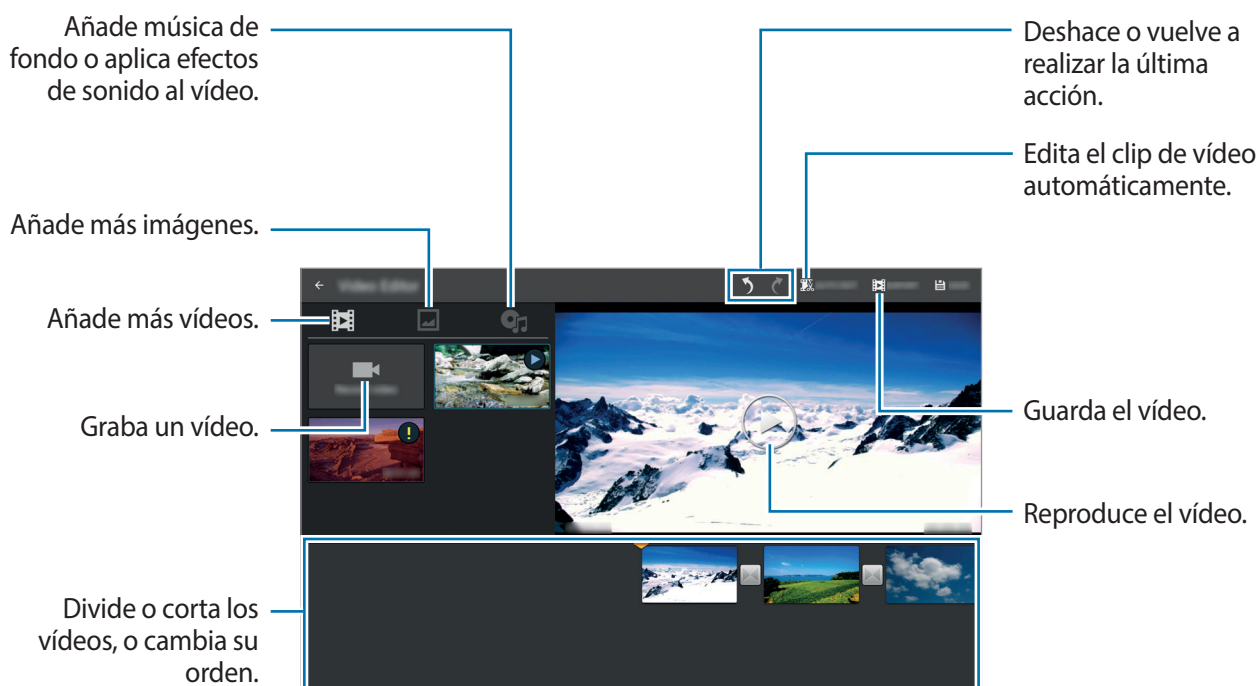 Añade música de
fondo o aplica efectos
de sonido al vídeo.
Añade más imágenes.
Añade más vídeos.
Graba un vídeo.
Divide o corta los
vídeos, o cambia su
orden.
Deshace o vuelve a
realizar la última
acción.
Edita el clip de vídeo
automáticamente.
Guarda el vídeo.
Reproduce el vídeo.
Video Editor